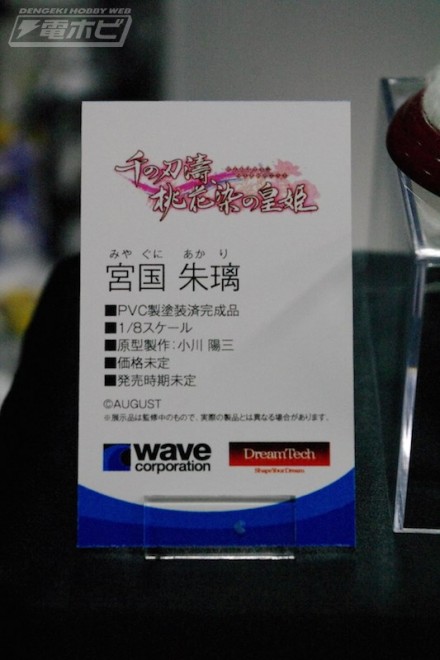 DENGEKI HOBBY WEB
電ホビ
千の刃濤、
桃花染の皇姫
みや ぐに あか り
宮国 朱璃
■PVC製塗装済完成品
■1/8スケール
■原型製作：小川 陽三
■価格未定
■発売時期未定
©AUGUST
※展示品は監修中のもので、実際の製品とは異なる場合があります。
wave
corporation
DreamTech
Shape Your Dream